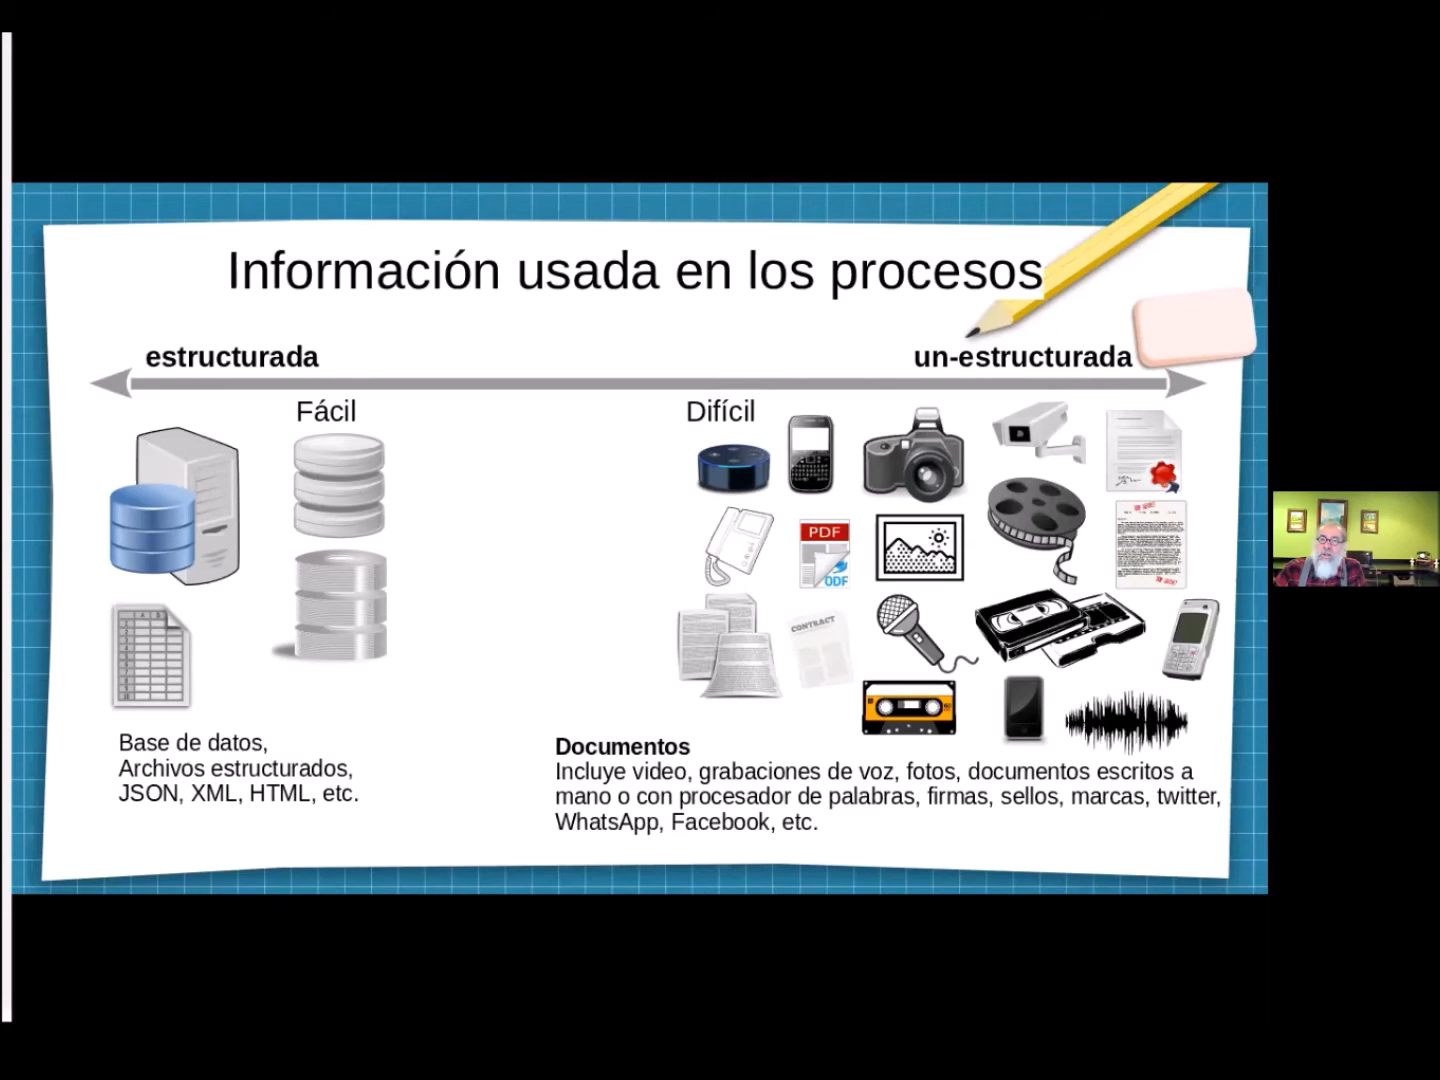 Información usada en los procesos
estructurada
un-estructurada
Fácil
Difícil
PDF
ODF
CONTRACT
Base de datos,
Archivos estructurados,
JSON, XML, HTML, etc.
Documentos
Incluye video, grabaciones de voz, fotos, documentos escritos a
mano o con procesador de palabras, firmas, sellos, marcas, twitter,
WhatsApp, Facebook, etc.